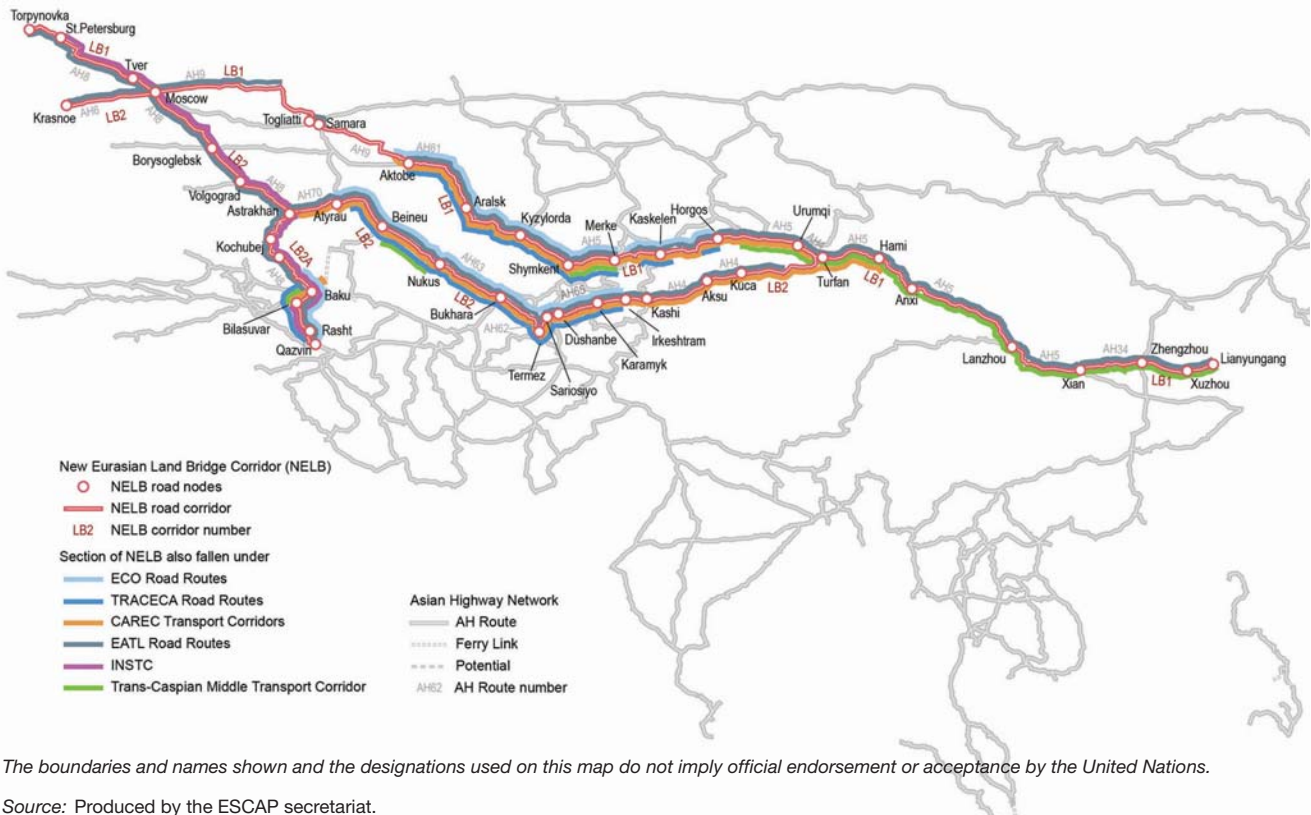 Torpynovka
St.Petersburg
LB1
AH8
Tver
AH9
LB1
Moscow
Krasnoe
AH6
LB2
AH8
Togliatti
Samara
Borysoglebsk
LB2
AH9
AH61
Aktobe
Volgograd
AH8
AH70
Astrakhan
Atyrau
LB2
Beineu
LB1
Aralsk
Kyzylorda
Merke
Kaskelen
Horgos
Urumqi
AH5
AH5
AH5
Hami
Kochubej
LB2A
Shymkent
LB1
AH4
Turfan
LB1
Nukus
AH63
LB2
AH65
AH4
Kuca
LB2
Anxi
AH5
Baku
Bukhara
Kashi
Aksu
Bilasuvar
Rasht
AH62
Dushanbe
Irkeshtram
Qazvin
Karamyk
Termez
Sariosiyo
Lanzhou
AH5
AH34
Zhengzhou
Lianyungang
Xian
LB1
Xuzhou
New Eurasian Land Bridge Corridor (NELB)
NELB road nodes
NELB road corridor
LB2 NELB corridor number
Section of NELB also fallen under
ECO Road Routes
TRACECA Road Routes
CAREC Transport Corridors
EATL Road Routes
INSTC
Trans-Caspian Middle Transport Corridor
Asian Highway Network
AH Route
Ferry Link
Potential
AH62 AH Route number
The boundaries and names shown and the designations used on this map do not imply official endorsement or acceptance by the United Nations.
Source: Produced by the ESCAP secretariat.